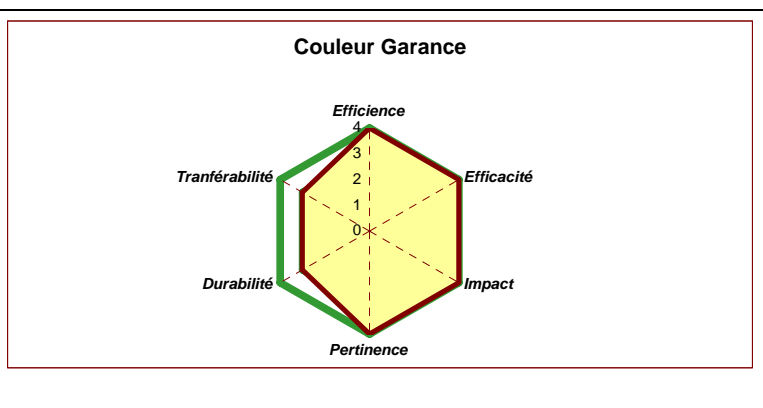 Couleur Garance
Efficience
4
3
Tranférabilité
2
Efficacité
1
0
Durabilité
Impact
Pertinence